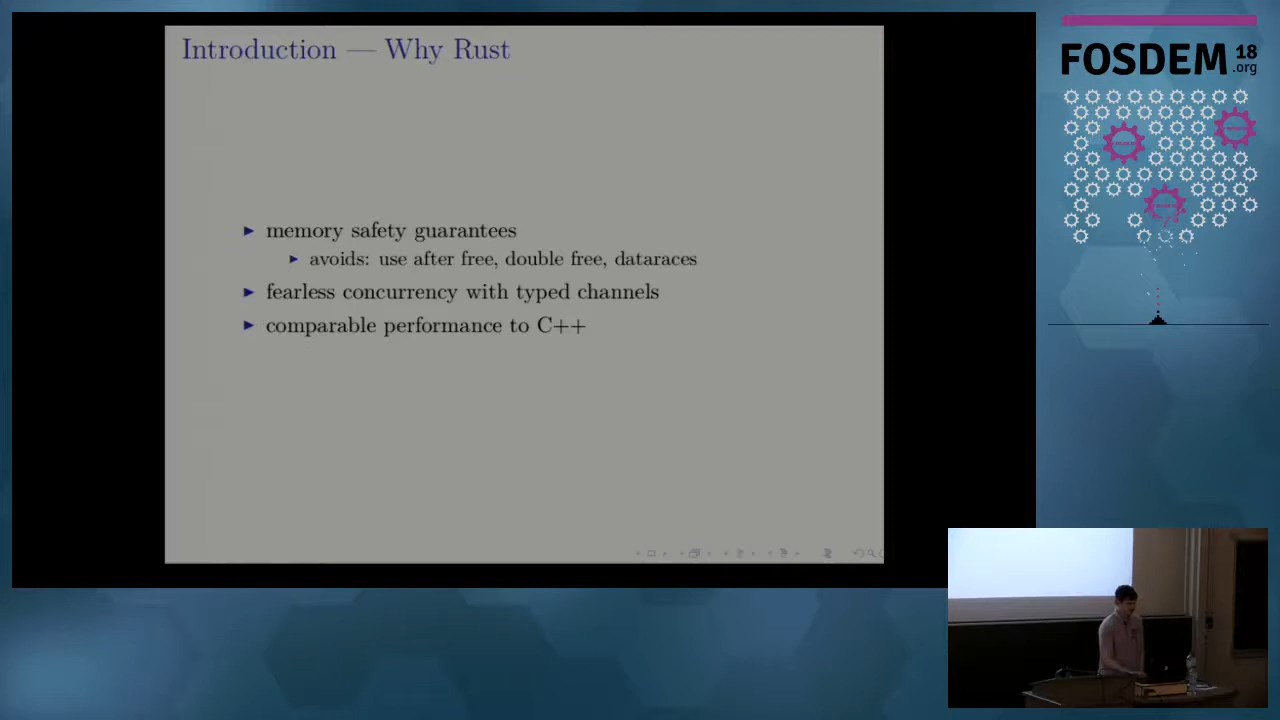 Introduction — Why Rust
memory safety guarantees
avoids: use after free, double free, dataraces
fearless concurrency with typed channels
comparable performance to C++
FOSDEM 18
.org